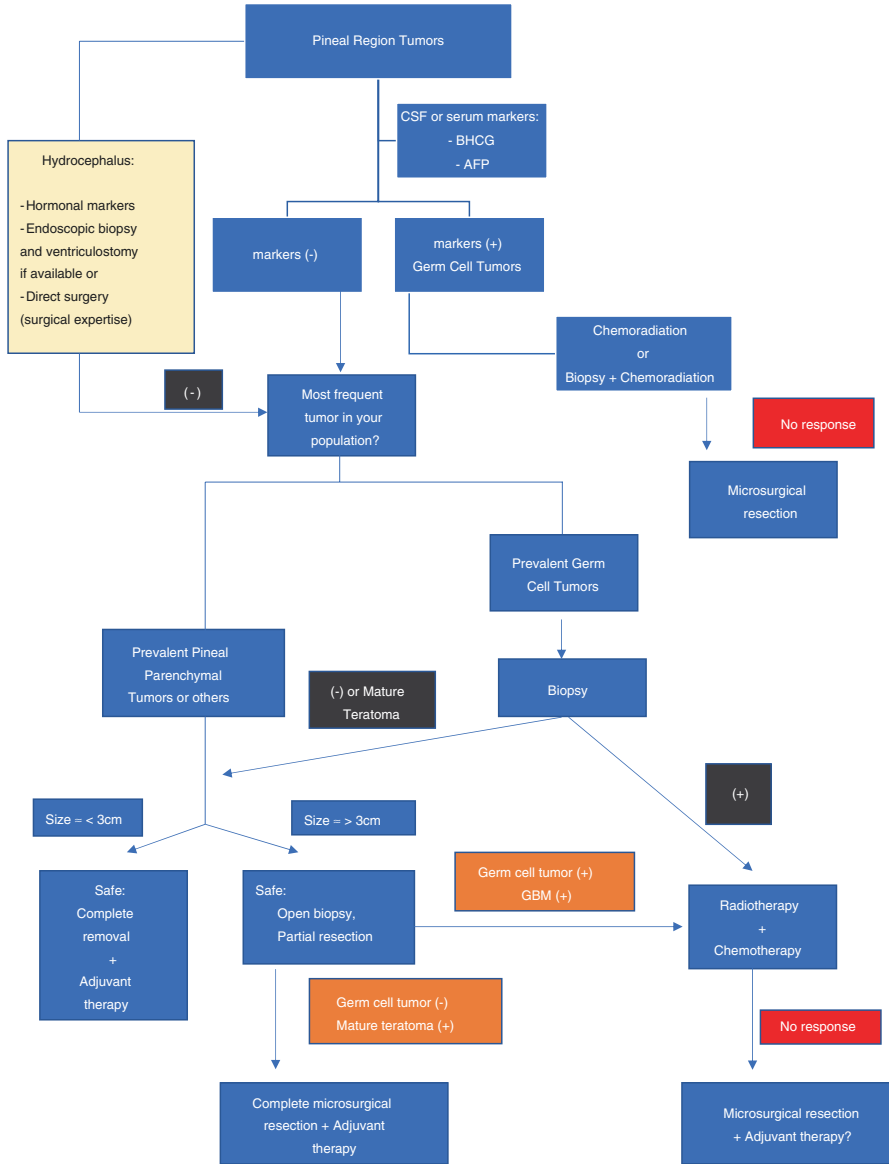 Pineal Region Tumors
CSF or serum markers:
- BHCG
- AFP
Hydrocephalus:
-Hormonal markers
-Endoscopic biopsy
and ventriculostomy
if available or
-Direct surgery
(surgical expertise)
markers (-)
markers (+)
Germ Cell Tumors
Chemoradiation
or
Biopsy + Chemoradiation
(-)
Most frequent
tumor in your
population?
No response
Microsurgical
resection
Prevalent Germ
Cell Tumors
Prevalent Pineal
Parenchymal
Tumors or others
(-) or Mature
Teratoma
Biopsy
(+)
Size = < 3cm
Size = > 3cm
Safe:
Complete
removal
+
Adjuvant
therapy
Safe:
Open biopsy,
Partial resection
Germ cell tumor (+)
GBM (+)
Radiotherapy
+
Chemotherapy
Germ cell tumor (-)
Mature teratoma (+)
No response
Complete microsurgical
resection + Adjuvant
therapy
Microsurgical resection
+ Adjuvant therapy?